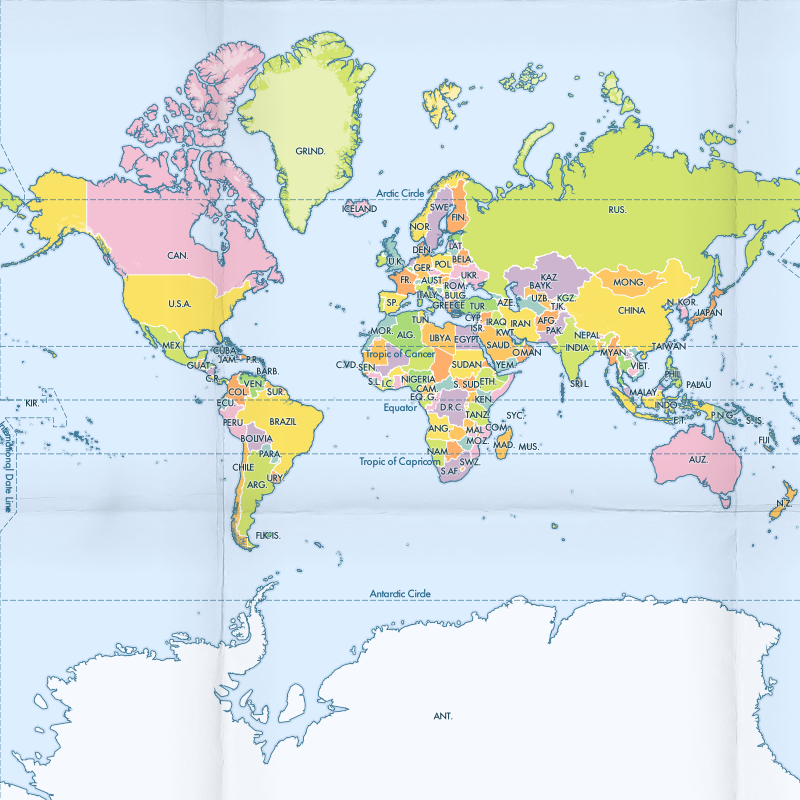 GRLND.
Arctic Circle
ICELAND
SWE.
FIN.
RUS.
NOR.
CAN.
DEN.
LAT.
U.K.
GER.
POL.
BELA.
FR.
AUST.
UKR.
KAZ.
MONG.
U.S.A.
SP.
ITALY
ROM.
BULG.
BAYK.
GREECE
TUR.
AZE.
UZB.
KGZ.
TJK.
CHINA
N.KOR.
JAPAN
CYP.
TUN.
MOR.
ALG.
LIBYA
EGYPT
ISR.
IRAQ
IRAN
KWT.
AFG.
PAK.
NEPAL
INDIA
MEX.
Tropic of Cancer
SAUD.
OMAN
MYAN.
TAIWAN
CUBA
JAM.
P.R.
GUAT.
BARB.
C.V.D.
SEN.
SUDAN
YEM.
VIET.
PHIL.
PABAU
C.R.
VEN.
COL.
SUR.
S.L.
I.C.
NIGERIA
CAM.
S. SUD.
ETH.
SRI L.
MALAY.
KIR.
ECU.
EQ. G.
KEN.
Equator
D.R.C.
TANZ.
SYC.
INDO.
P.N.G.
E.T.
S. IS.
PERU
BRAZIL
ANG.
MAL.
COM.
BOLIVIA
MOZ.
MAD.
MUS.
FIJI
International Date Line
PARA.
NAM.
Tropic of Capricorn
SWZ.
S.AF.
AUZ.
CHILE
URY.
ARG.
N.Z.
FLK. IS.
Antarctic Circle
ANT.